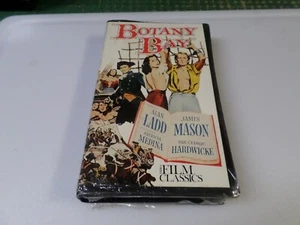 BOTANY
BAY
ALAN
LADD
JAMES
MASON
PATRICIA
MEDINA
SIR CEDRIC
HARDWICKE
FILM
CLASSICS